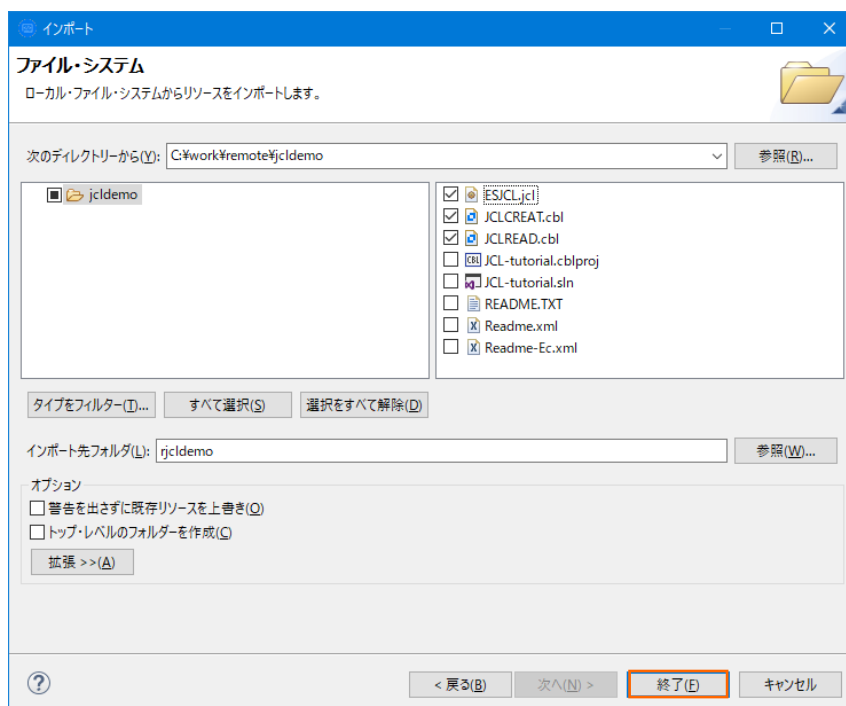 インポート
ファイル・システム
ローカル・ファイル・システムからリソースをインポートします。
次のディレクトリーから(Y): C:¥work¥remote¥jcldemo 参照(R)...
jcldemo
ESJCL.jcl
JCLCREAT.cbl
JCLREAD.cbl
CBL JCL-tutorial.cblproj
JCL-tutorial.sln
README.TXT
X Readme.xml
X Readme-Ec.xml
タイプをフィルター(T)... すべて選択(S) 選択をすべて解除(D)
インポート先フォルダ(L): rjcldemo 参照(W)...
オプション
警告を出さずに既存リソースを上書き(O)
トップ・レベルのフォルダーを作成(C)
拡張 >>(A)
? < 戻る(B) 次へ(N) > 終了(F) キャンセル